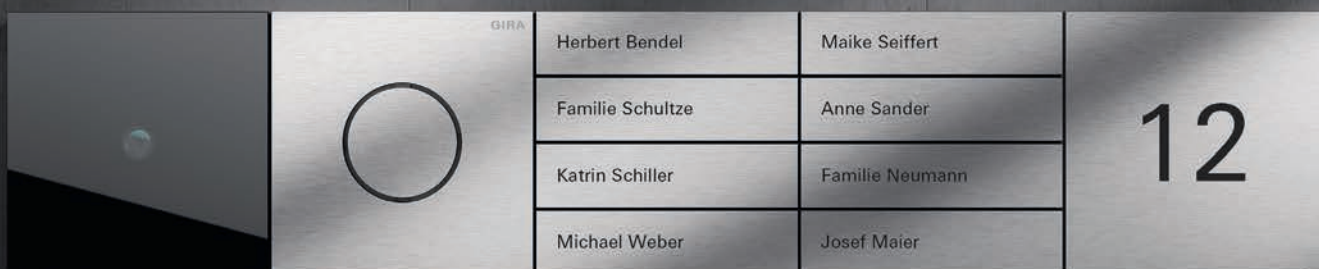 GIRA
Herbert Bendel
Familie Schultze
Katrin Schiller
Michael Weber
Maike Seiffert
Anne Sander
Familie Neumann
Josef Maier
12